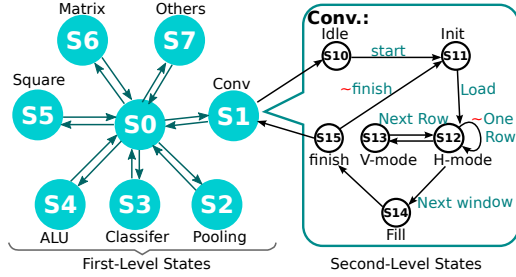 Matrix
Others
Conv.:
S6
S7
Idle
Init
S10
start
S11
Square
Conv
~finish
Load
S5
S0
S1
Next Row
~One
Row
S15
S13
S12
finish
V-mode
H-mode
S4
S3
S2
S14
Next window
ALU
Classifer
Pooling
Fill
First-Level States
Second-Level States